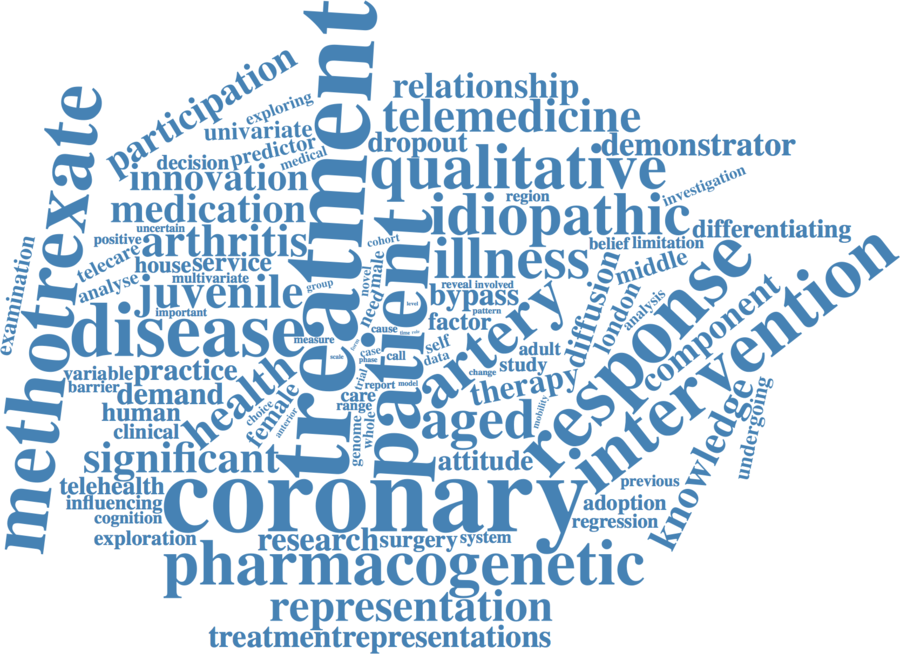 treatment
participation
exploring
relationship
telemedicine
univariate
dropout
demonstrator
decision
predictor
medical
qualitative
innovation
methotrexate
investigation
region
medication
idiopathic
uncertain
differentiating
positive
arthritis
cohort
patient
illness
belief
limitation
telecare
house
service
male
middle
examination
analyse
multivariate
group
novel
need
reveal
involved
diffusion
response
intervention
juvenile
bypass
level
artery
london
analysis
component
important
pattern
disease
factor
cause
time
role
measure
self
data
case
call
adult
scale
phase
study
variable
practice
health
change
therapy
barrier
trial
report
model
demand
female
care
human
choice
range
aged
mobility
knowledge
undergoing
clinical
anterior
genome
whole
significant
attitude
telehealth
coronary
previous
influencing
adoption
cognition
regression
exploration
research
surgery
system
pharmacogenetic
representation
treatmentrepresentations